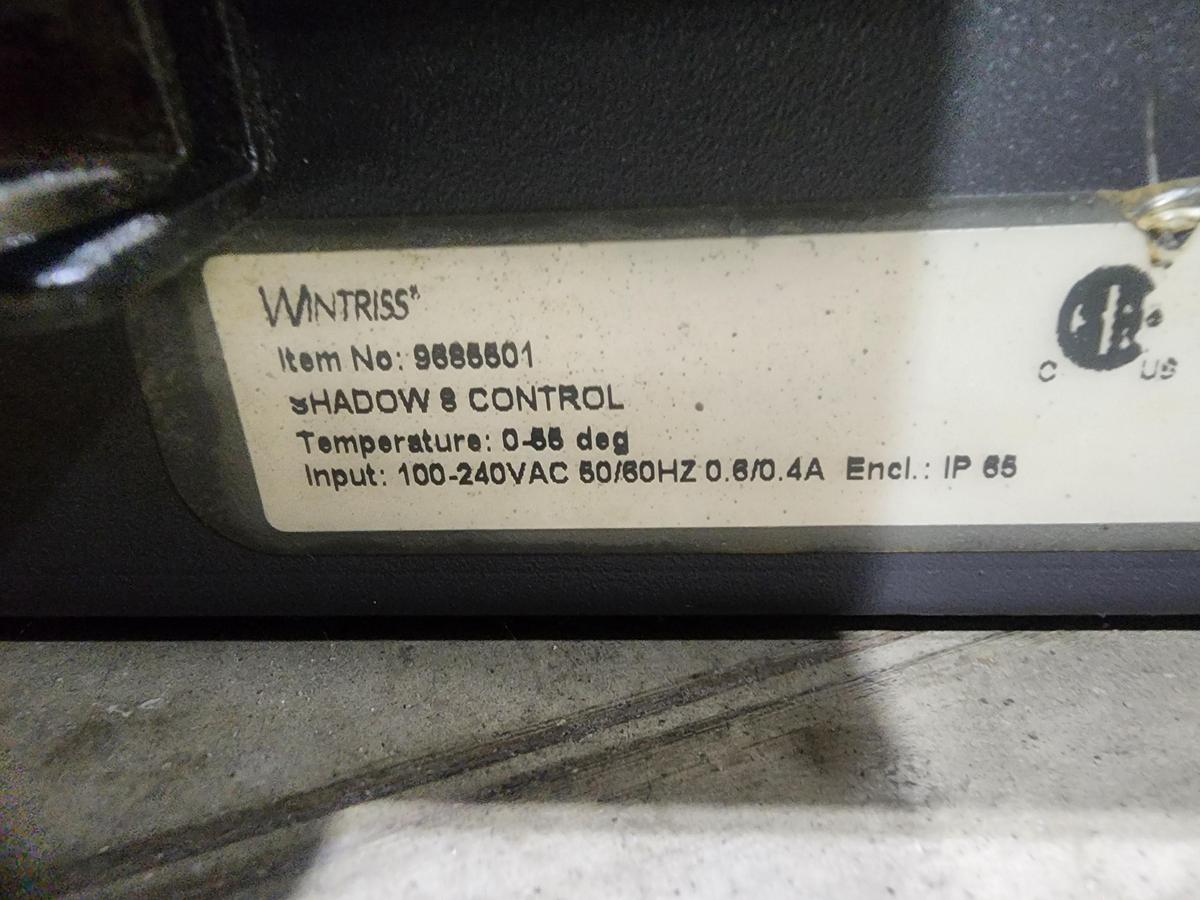 WINTRISS
SHADOW 8 CONTROL
Temperature: 0-55 deg
Input: 100-240VAC 50/60HZ 0.6/0.4A Encl.: IP 65
Item No:
C US